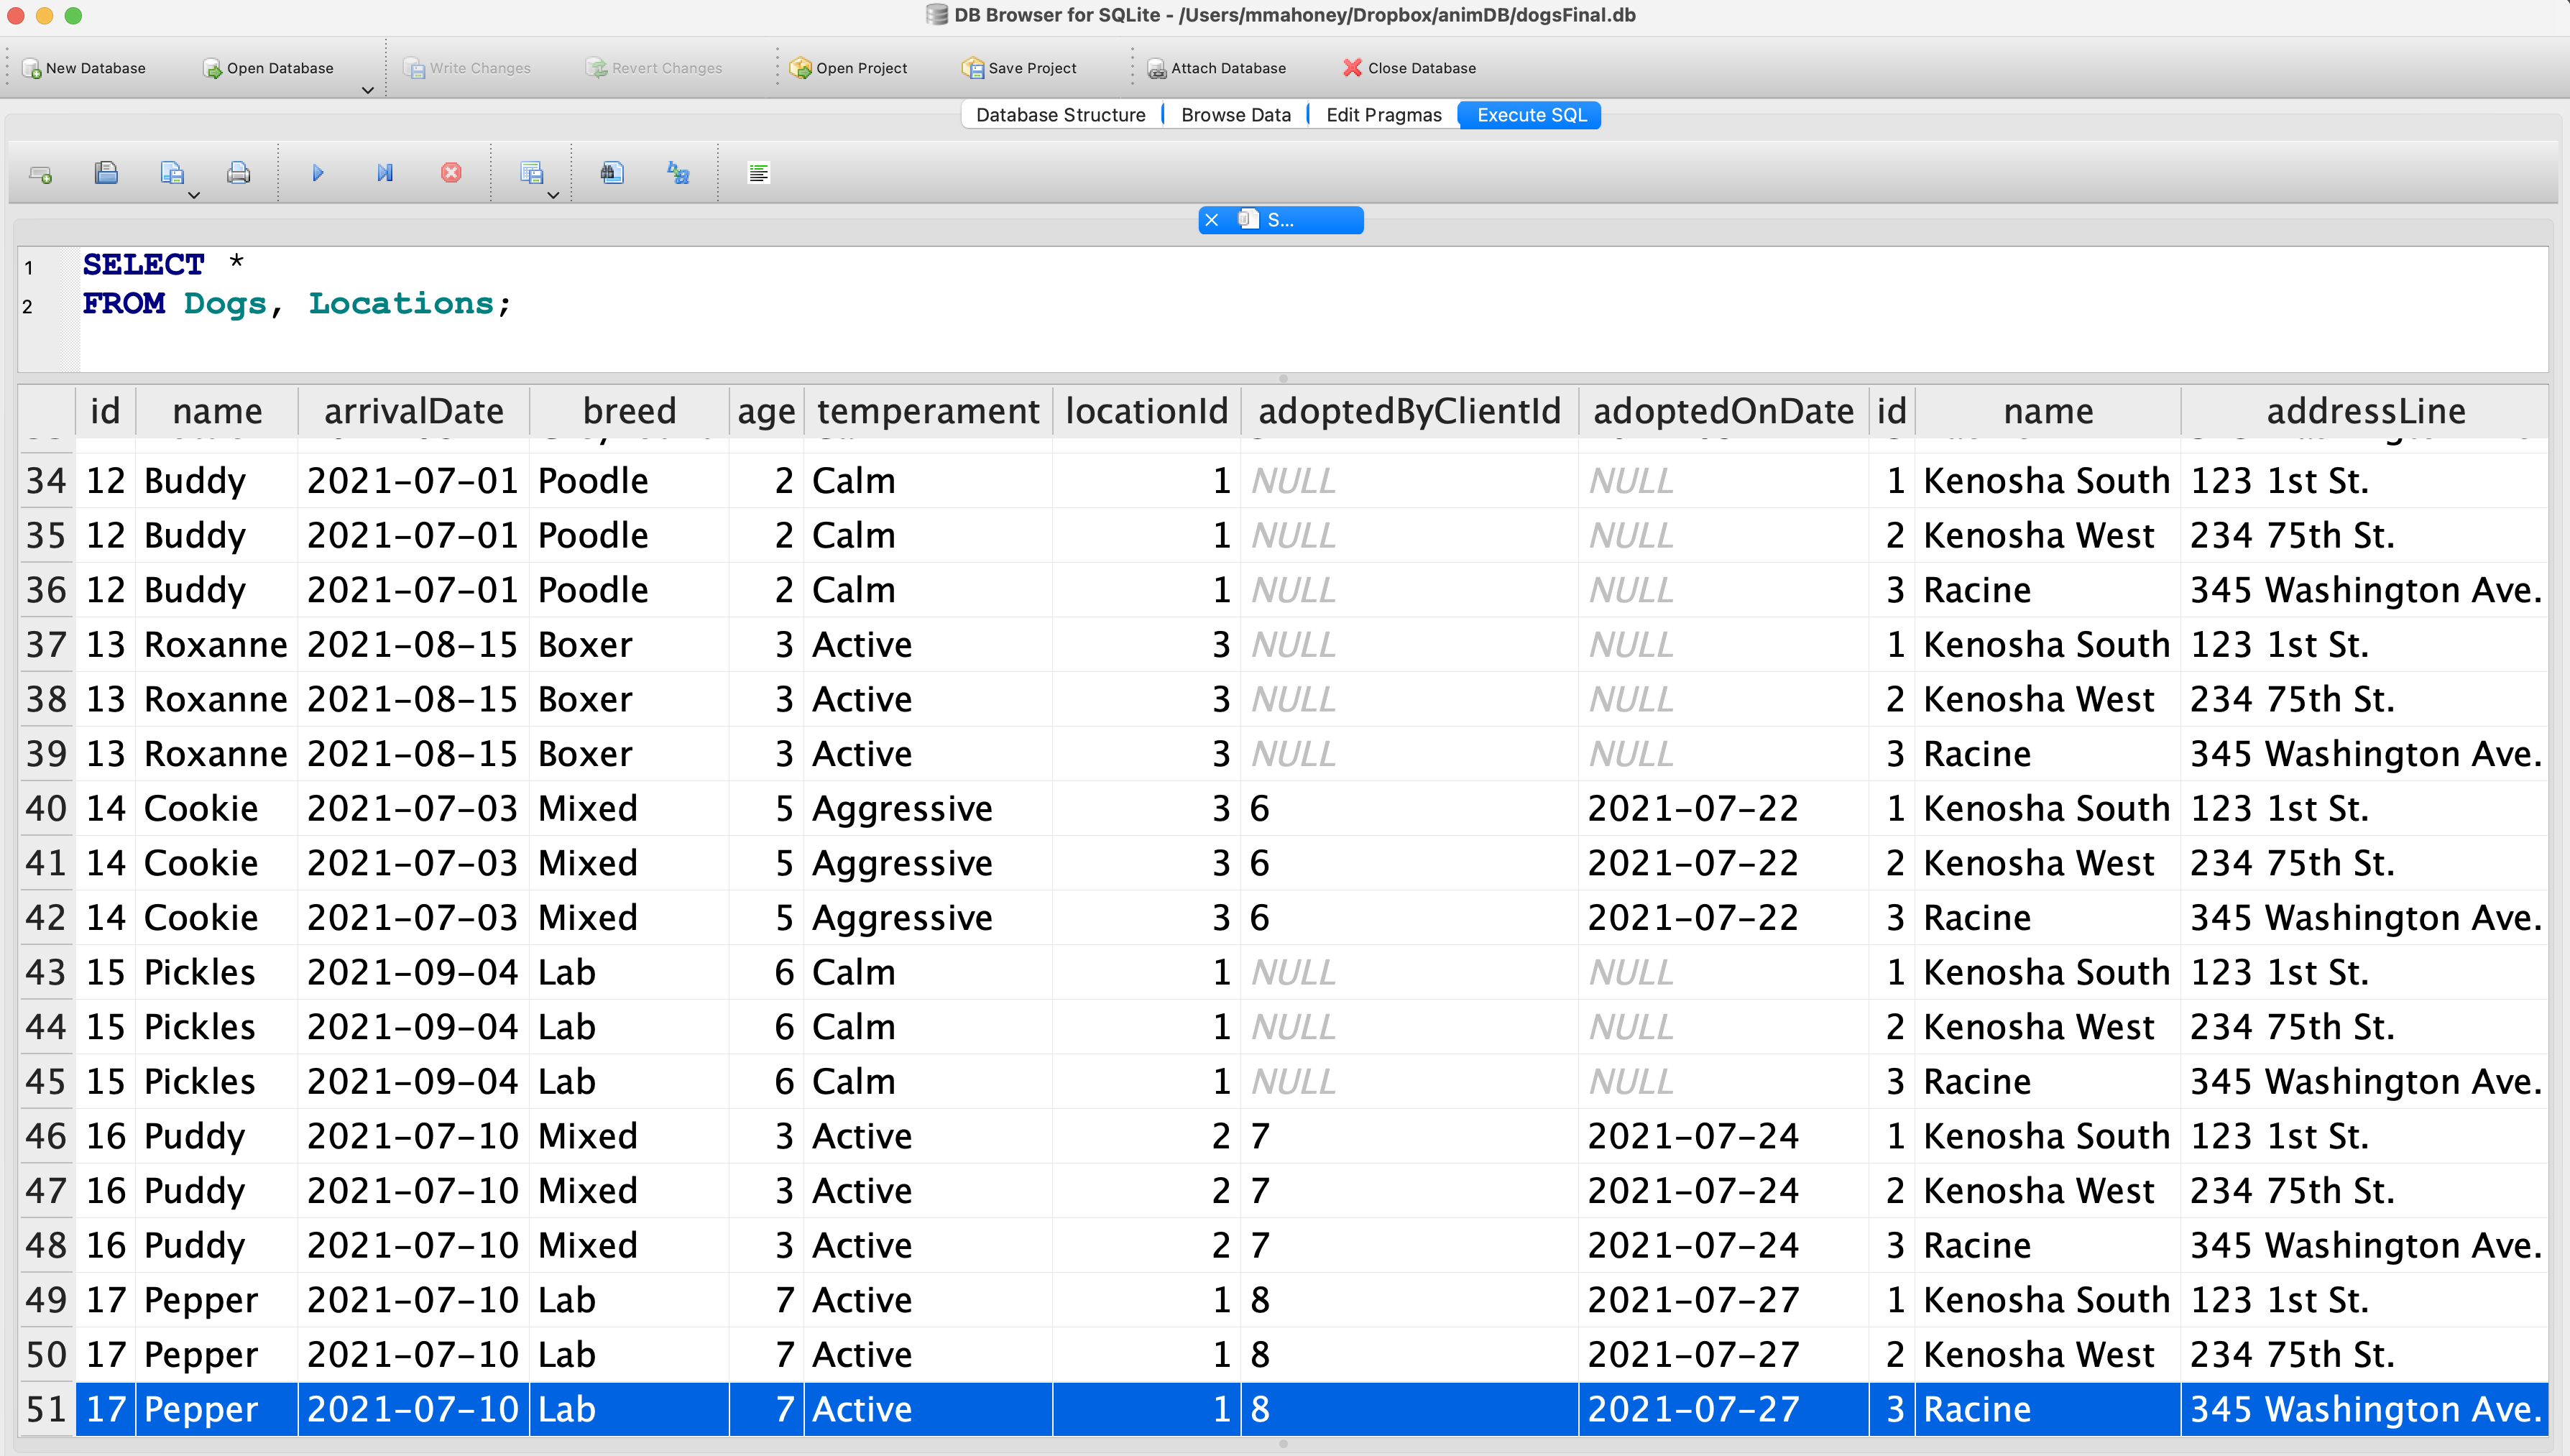 DB Browser for SQLite - /Users/mmahoney/Dropbox/animDB/dogsFinal.db
New Database Open Database Write Changes Revert Changes Open Project Save Project Attach Database Close Database
Database Structure Browse Data Edit Pragmas Execute SQL
S...
1 SELECT *
2 FROM Dogs, Locations;
id name arrivalDate breed age temperament locationId adoptedByClientId adoptedOnDate id name addressLine
34 12 Buddy 2021-07-01 Poodle 2 Calm 1 NULL NULL 1 Kenosha South 123 1st St.
35 12 Buddy 2021-07-01 Poodle 2 Calm 1 NULL NULL 2 Kenosha West 234 75th St.
36 12 Buddy 2021-07-01 Poodle 2 Calm 1 NULL NULL 3 Racine 345 Washington Ave.
37 13 Roxanne 2021-08-15 Boxer 3 Active 3 NULL NULL 1 Kenosha South 123 1st St.
38 13 Roxanne 2021-08-15 Boxer 3 Active 3 NULL NULL 2 Kenosha West 234 75th St.
39 13 Roxanne 2021-08-15 Boxer 3 Active 3 NULL NULL 3 Racine 345 Washington Ave.
40 14 Cookie 2021-07-03 Mixed 5 Aggressive 3 6 2021-07-22 1 Kenosha South 123 1st St.
41 14 Cookie 2021-07-03 Mixed 5 Aggressive 3 6 2021-07-22 2 Kenosha West 234 75th St.
42 14 Cookie 2021-07-03 Mixed 5 Aggressive 3 6 2021-07-22 3 Racine 345 Washington Ave.
43 15 Pickles 2021-09-04 Lab 6 Calm 1 NULL NULL 1 Kenosha South 123 1st St.
44 15 Pickles 2021-09-04 Lab 6 Calm 1 NULL NULL 2 Kenosha West 234 75th St.
45 15 Pickles 2021-09-04 Lab 6 Calm 1 NULL NULL 3 Racine 345 Washington Ave.
46 16 Puddy 2021-07-10 Mixed 3 Active 2 7 2021-07-24 1 Kenosha South 123 1st St.
47 16 Puddy 2021-07-10 Mixed 3 Active 2 7 2021-07-24 2 Kenosha West 234 75th St.
48 16 Puddy 2021-07-10 Mixed 3 Active 2 7 2021-07-24 3 Racine 345 Washington Ave.
49 17 Pepper 2021-07-10 Lab 7 Active 1 8 2021-07-27 1 Kenosha South 123 1st St.
50 17 Pepper 2021-07-10 Lab 7 Active 1 8 2021-07-27 2 Kenosha West 234 75th St.
51 17 Pepper 2021-07-10 Lab 7 Active 1 8 2021-07-27 3 Racine 345 Washington Ave.